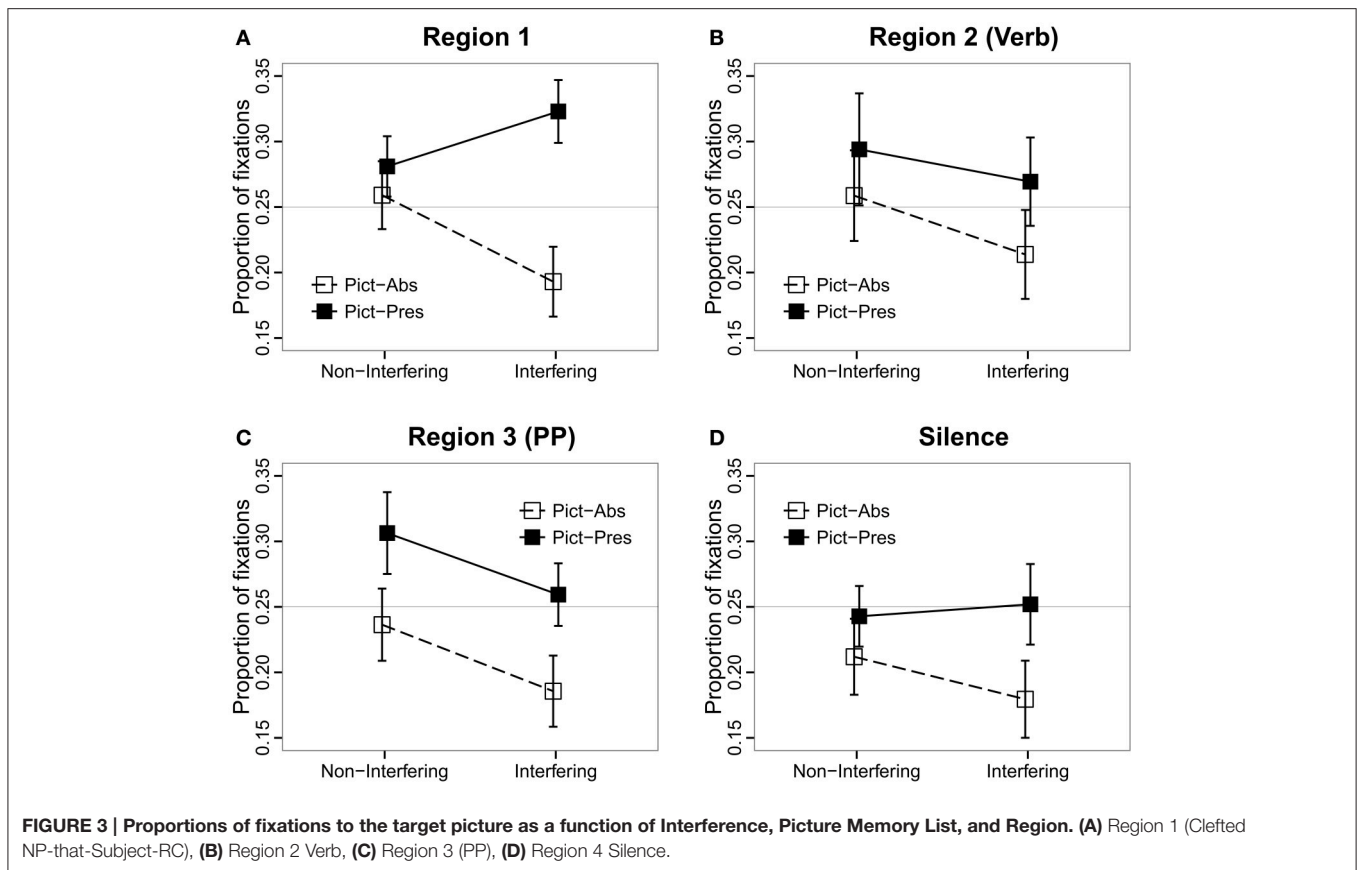 A Region 1
Proportion of fixations
0.35
0.30
0.25
0.20
0.15
Pict−Abs
Pict−Pres
Non−Interfering Interfering
B Region 2 (Verb)
Proportion of fixations
0.35
0.30
0.25
0.20
0.15
Pict−Abs
Pict−Pres
Non−Interfering Interfering
C Region 3 (PP)
Proportion of fixations
0.35
0.30
0.25
0.20
0.15
Pict−Abs
Pict−Pres
Non−Interfering Interfering
D Silence
Proportion of fixations
0.35
0.30
0.25
0.20
0.15
Pict−Abs
Pict−Pres
Non−Interfering Interfering
FIGURE 3 | Proportions of fixations to the target picture as a function of Interference, Picture Memory List, and Region. (A) Region 1 (Clefted
NP-that-Subject-RC), (B) Region 2 Verb, (C) Region 3 (PP), (D) Region 4 Silence.